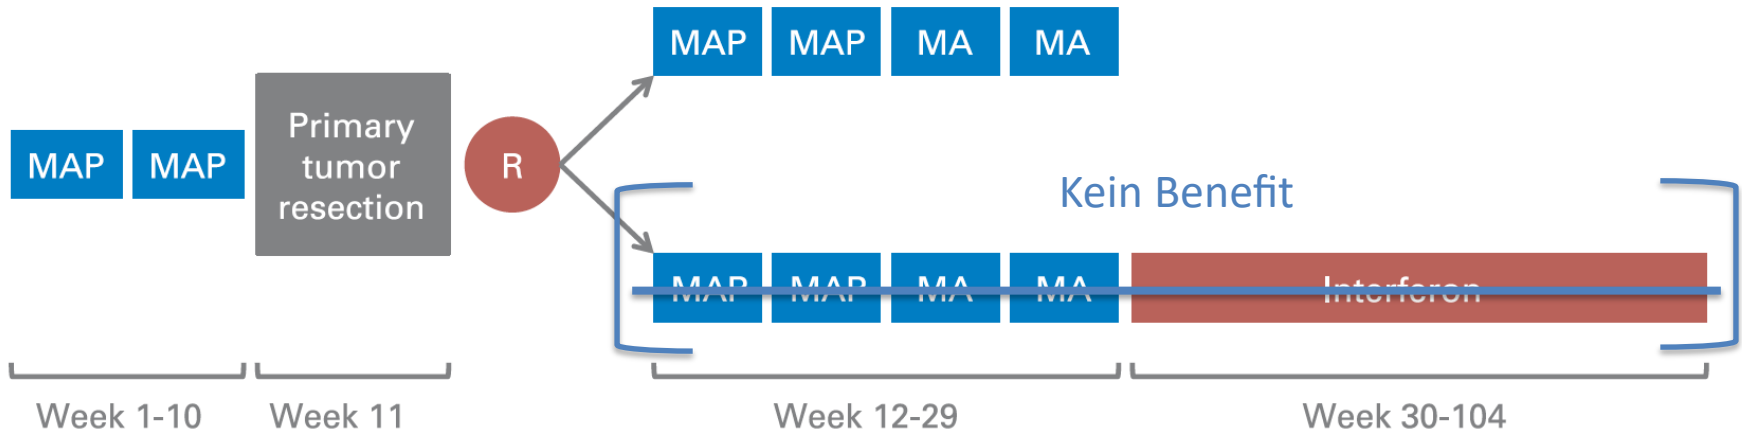 MAP MAP MA MA
MAP MAP
Primary
tumor
resection
R
Kein Benefit
MAP MAP MA MA Interferon
Week 1-10 Week 11 Week 12-29 Week 30-104